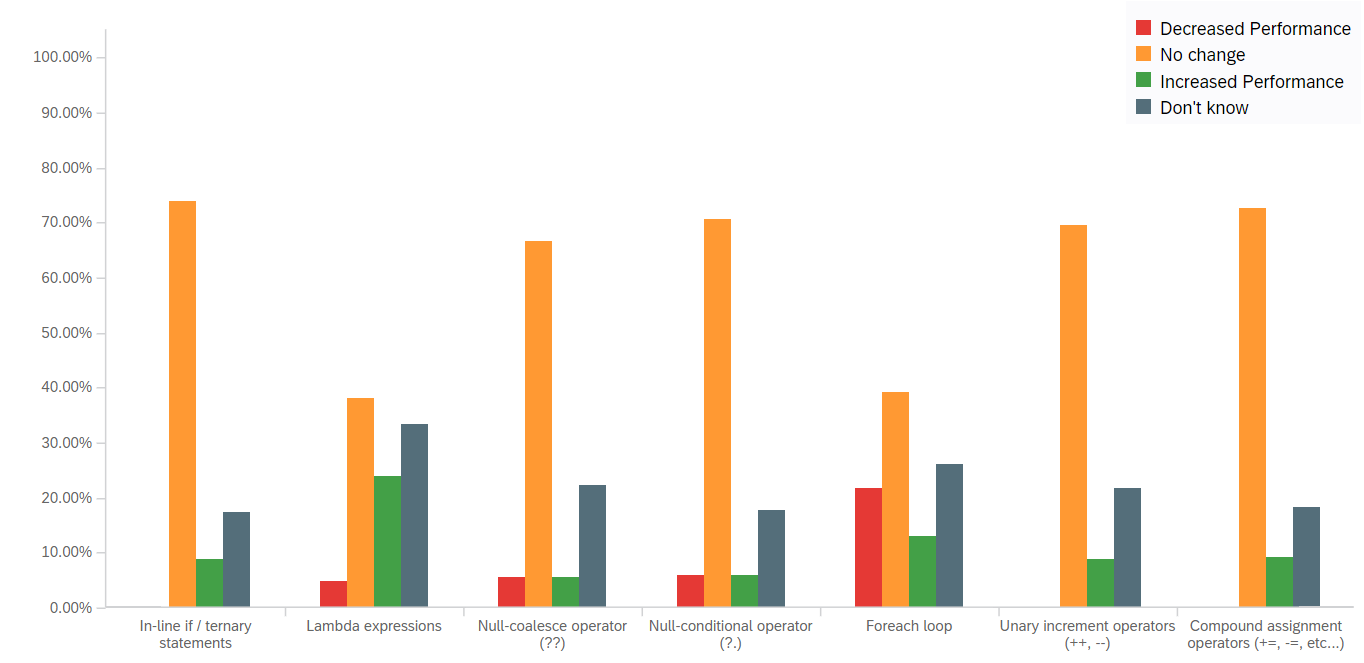 Decreased Performance
No change
Increased Performance
Don't know
100.00%
90.00%
80.00%
70.00%
60.00%
50.00%
40.00%
30.00%
20.00%
10.00%
0.00%
In-line if / ternary
statements
Lambda expressions
Null-coalesce operator
(??)
Null-conditional operator
(?.)
Foreach loop
Unary increment operators
(++, --)
Compound assignment
operators (+=, -=, etc...)